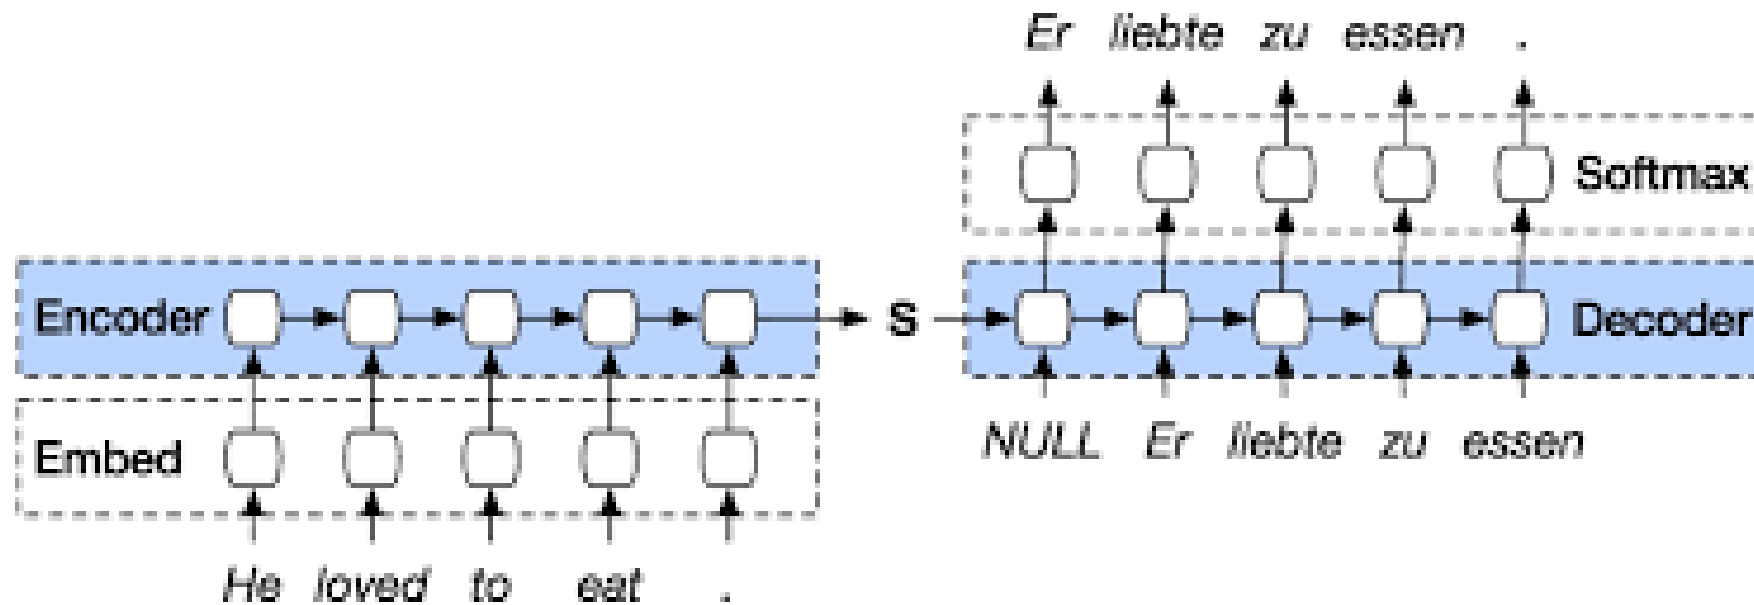 Er liebte zu essen .
Softmax
Encoder
S
Decoder
Embed
NULL Er liebte zu essen
He loved to eat .